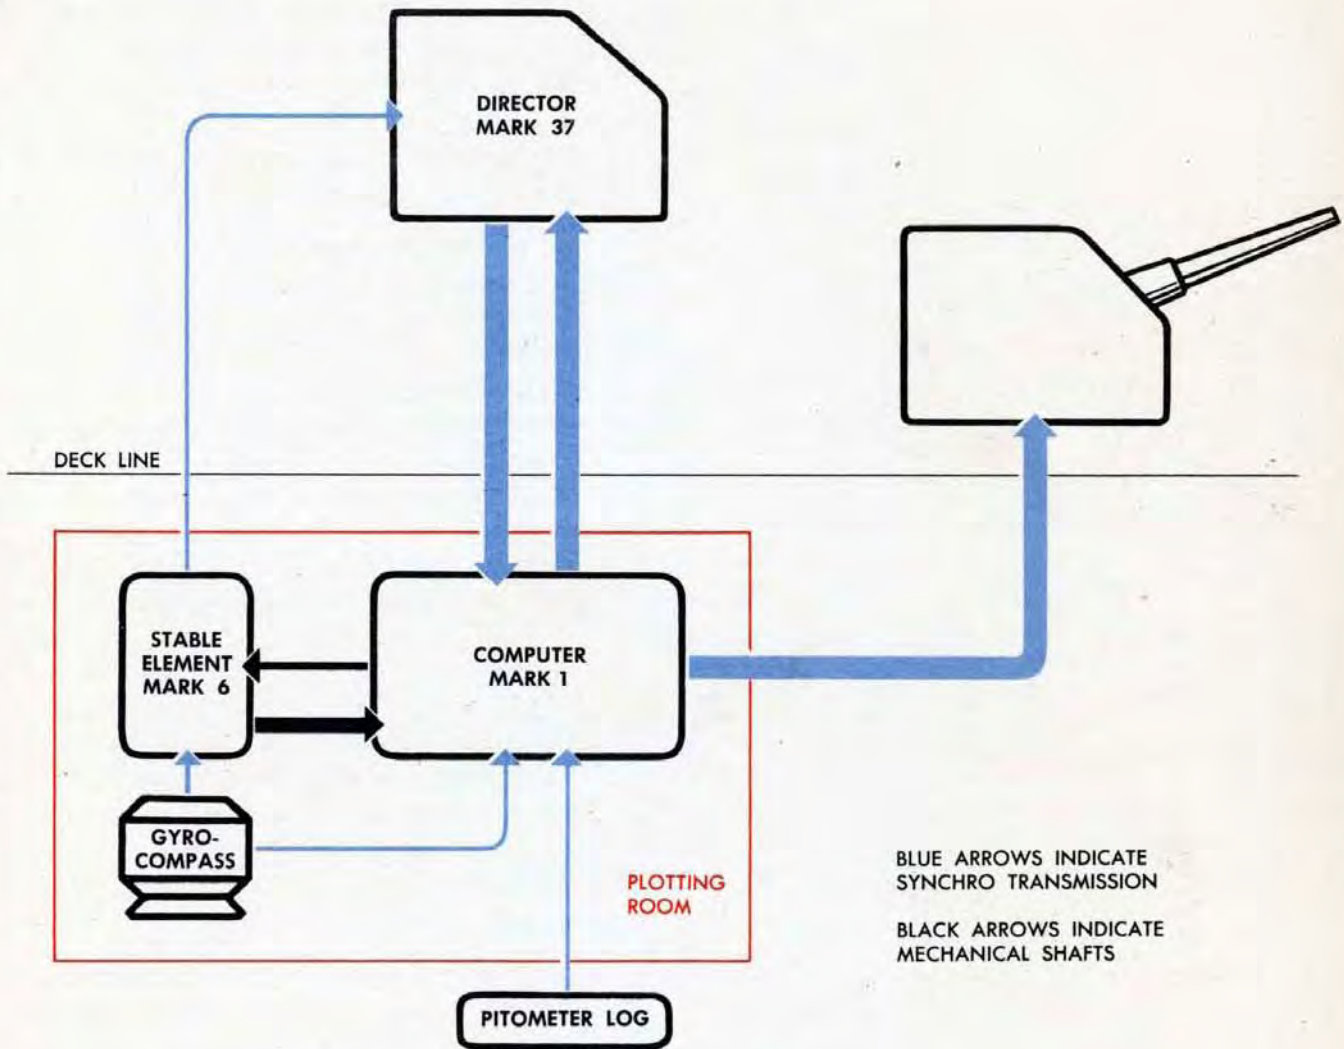 DIRECTOR
MARK 37
DECK LINE
STABLE
ELEMENT
MARK 6
COMPUTER
MARK 1
GYRO-
COMPASS
PLOTTING
ROOM
BLUE ARROWS INDICATE
SYNCHRO TRANSMISSION
BLACK ARROWS INDICATE
MECHANICAL SHAFTS
PITOMETER LOG